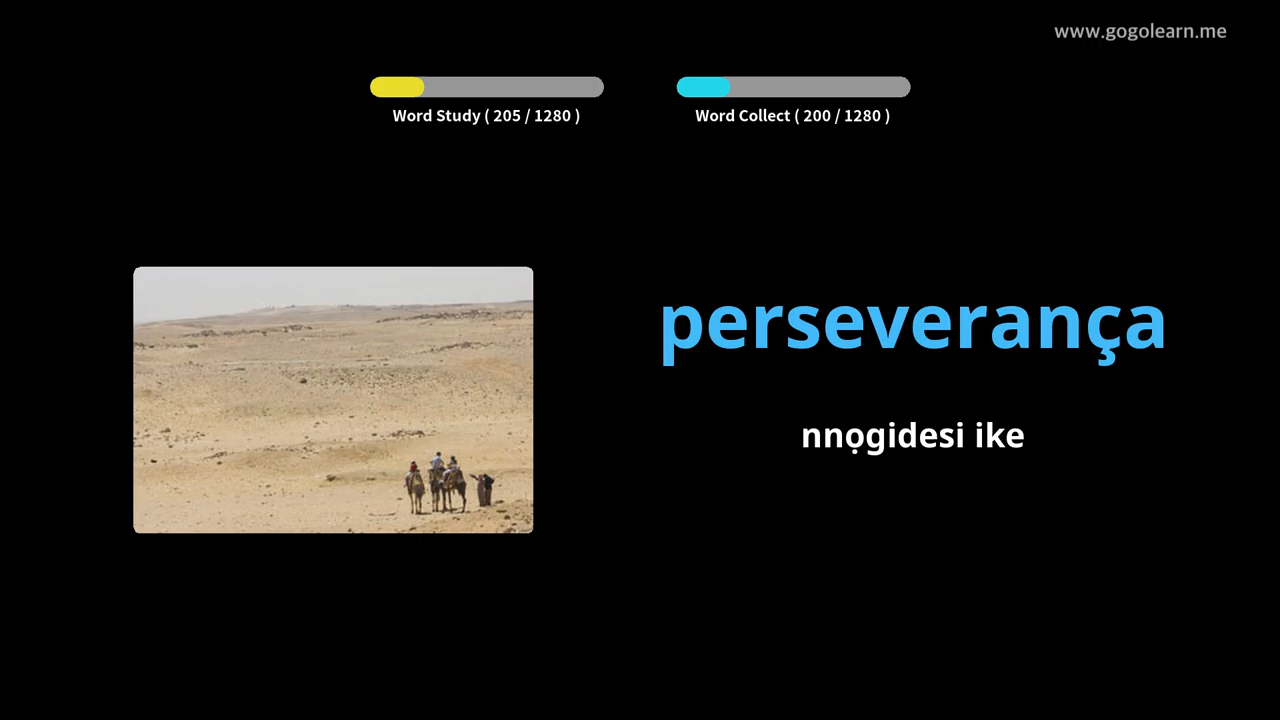 www.gogolearn.me
Word Study ( 205 / 1280 )
Word Collect ( 200 / 1280 )
perseverança
nnọgidesi ike